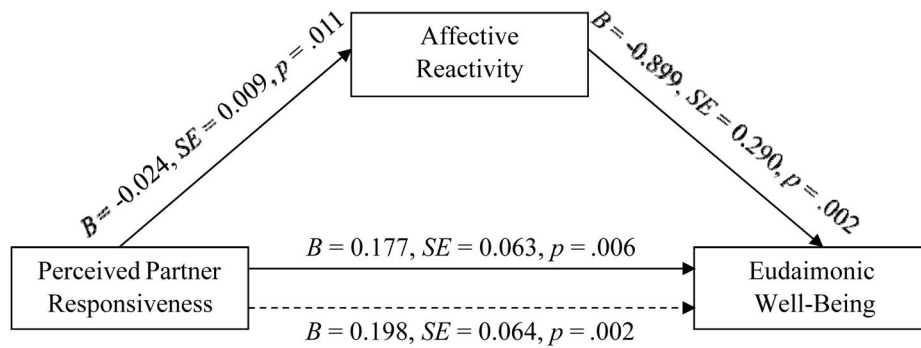 Affective
Reactivity
B = -0.024, SE = 0.009, p = .011
B = -0.899, SE = 0.290, p = .002
Perceived Partner
Responsiveness
B = 0.177, SE = 0.063, p = .006
B = 0.198, SE = 0.064, p = .002
Eudaimonic
Well-Being